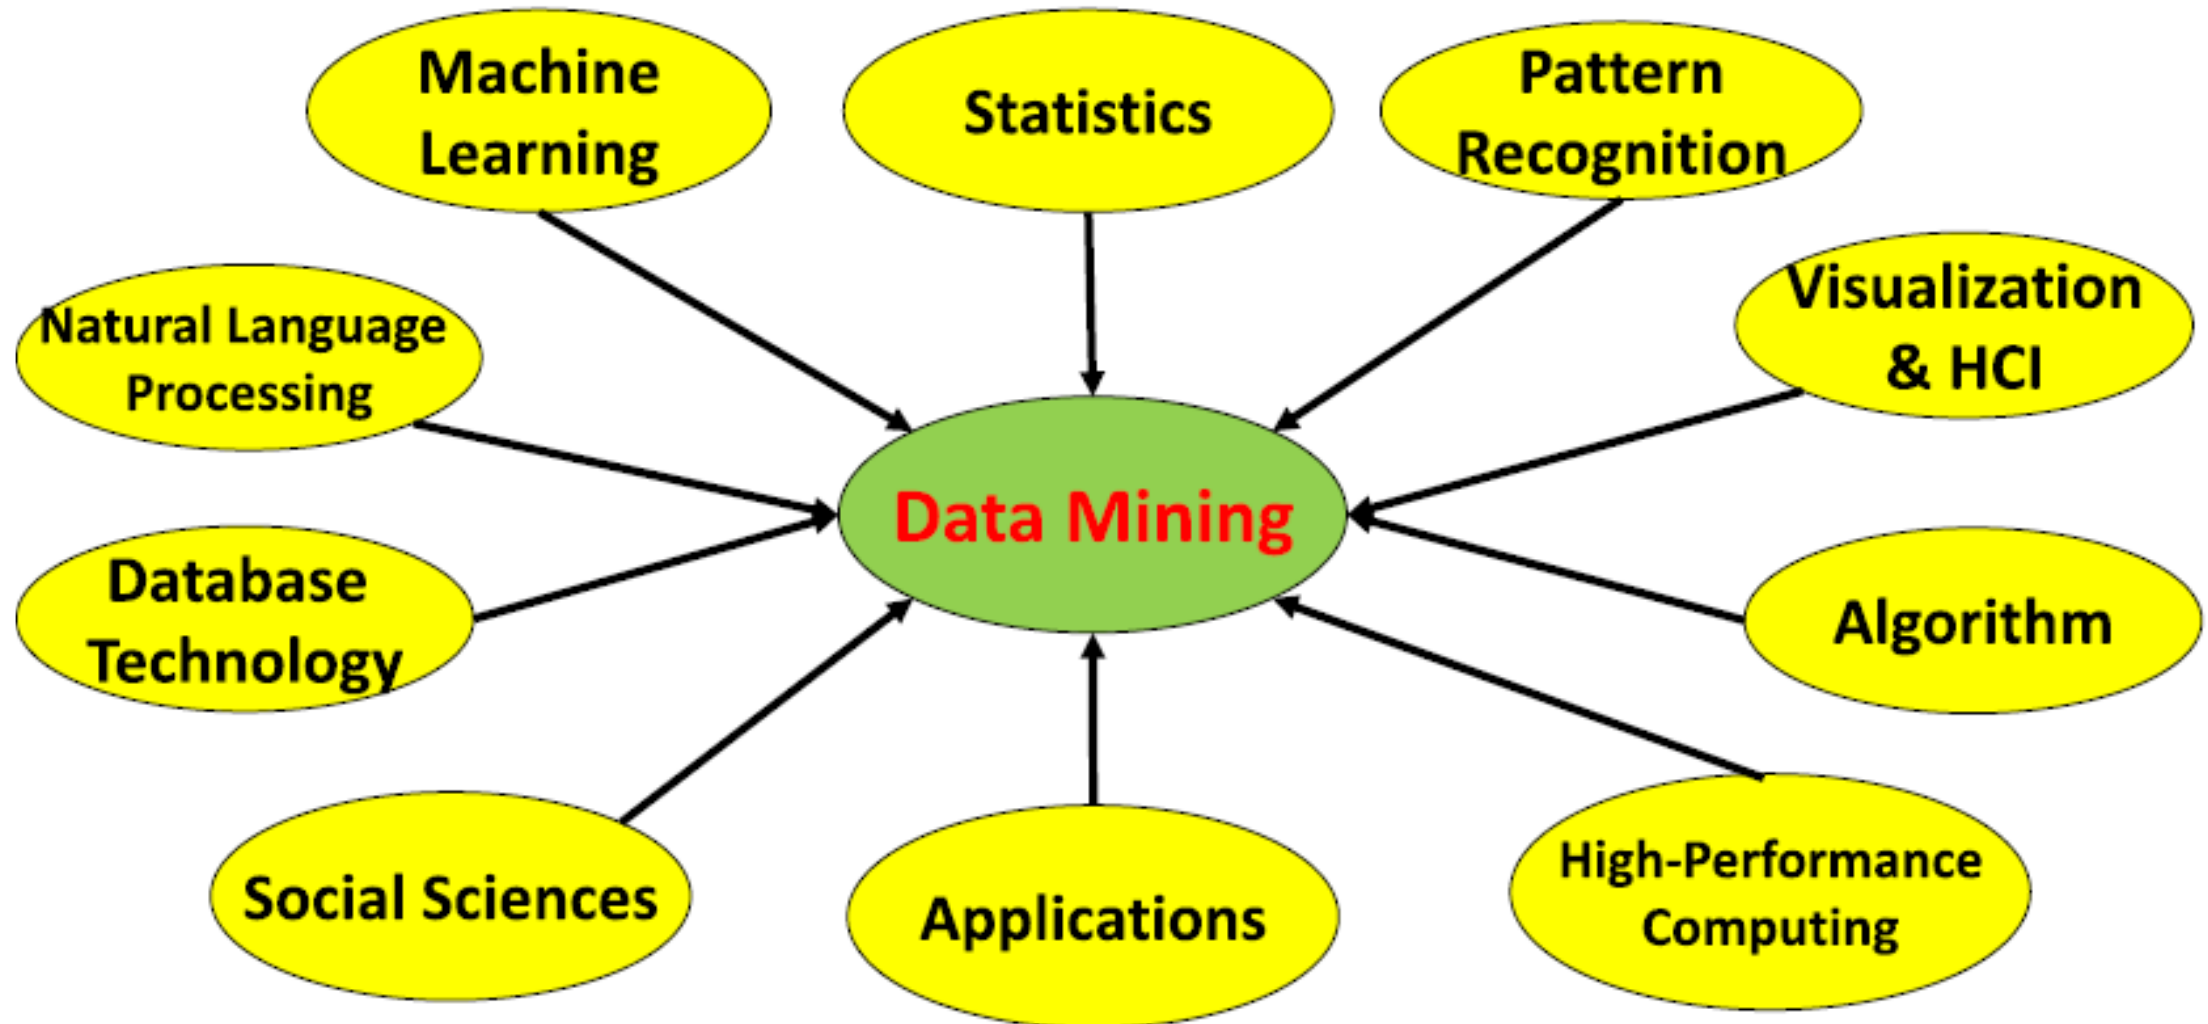 Machine
Learning
Statistics
Pattern
Recognition
Natural Language
Processing
Visualization
& HCI
Data Mining
Database
Technology
Algorithm
Social Sciences
Applications
High-Performance
Computing